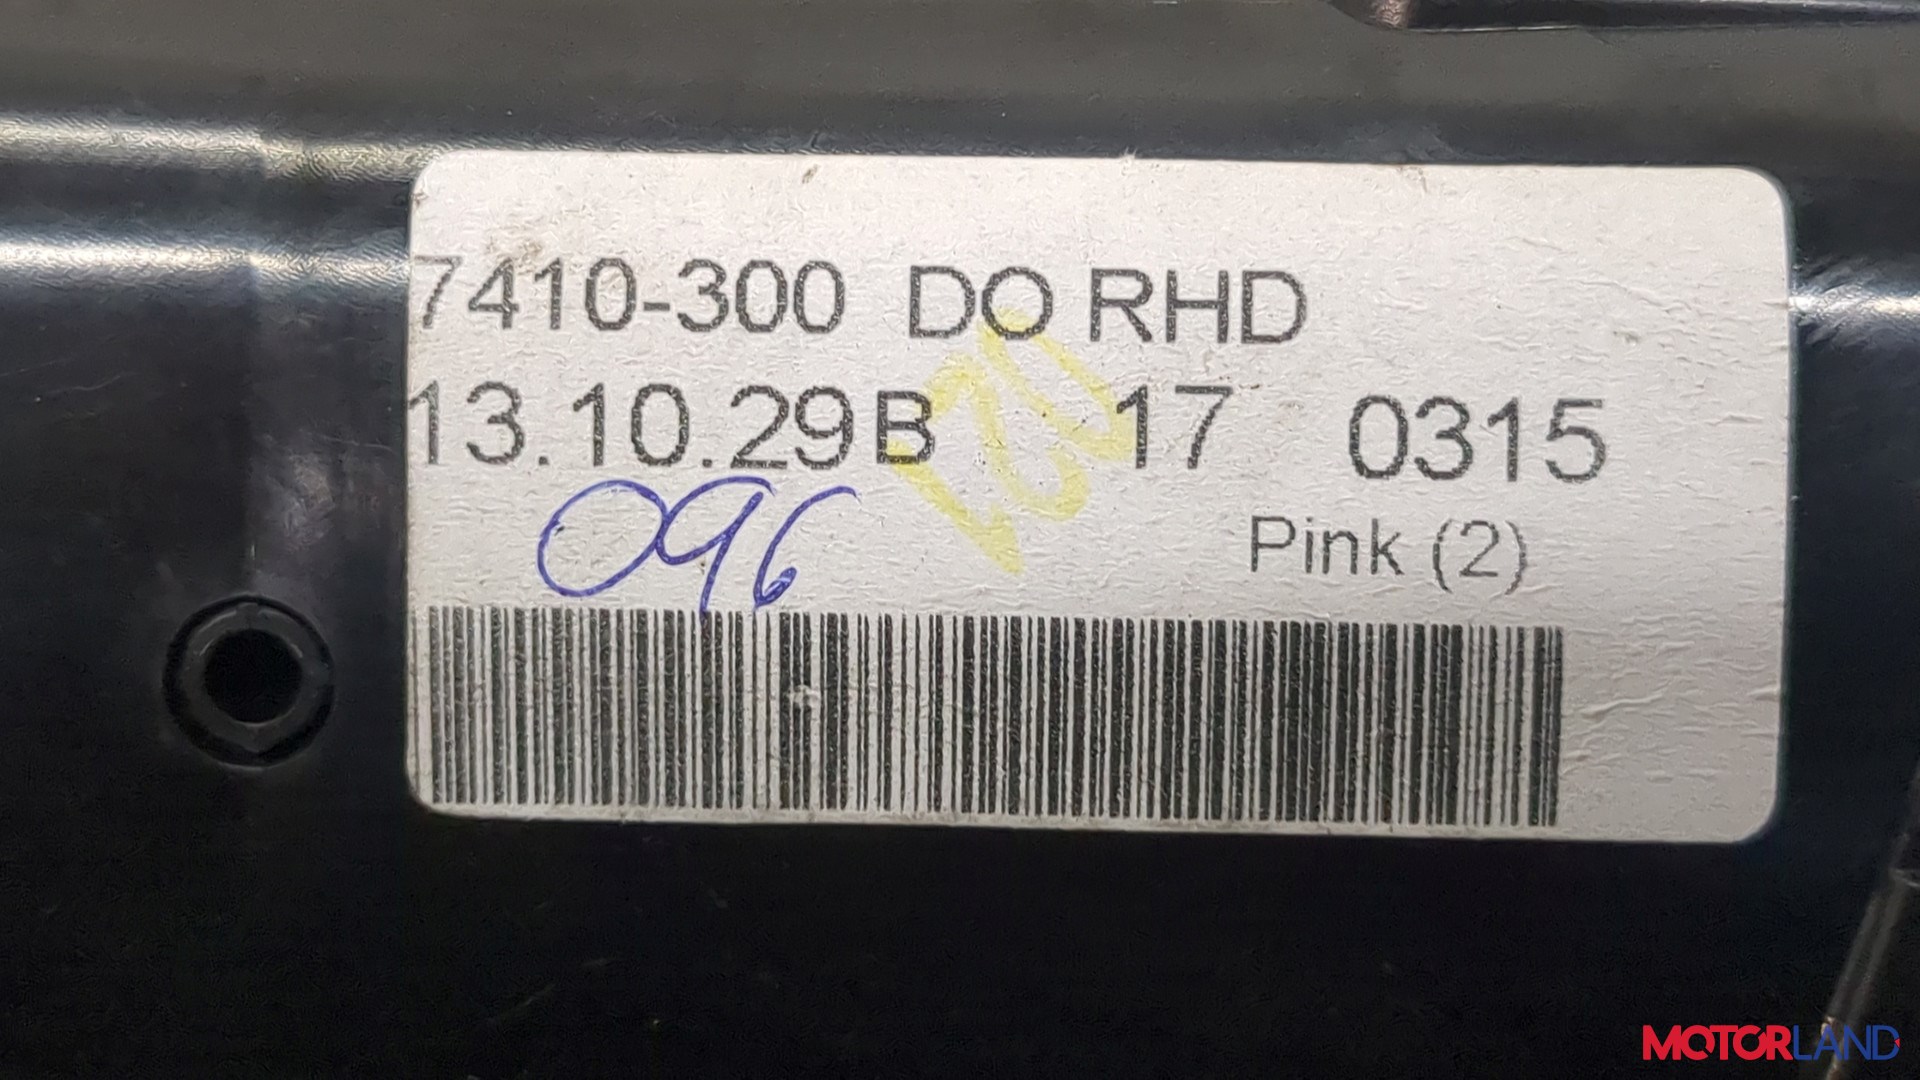 7410-300 DO RHD
13.10.29B 17 0315
096
Pink (2)
MOTORLAND